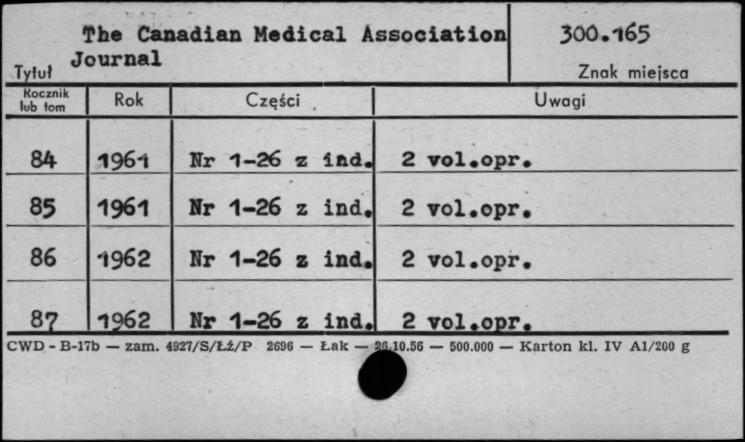 The Canadian Medical Association 300.165
Tytuł Journal Znak miejsca
Rocznik lub tom Rok Części Uwagi
84 1961 Nr 1-26 z ind. 2 vol.opr.
85 1961 Nr 1-26 z ind. 2 vol.opr.
86 1962 Nr 1-26 z ind. 2 vol.opr.
87 1962 Nr 1-26 z ind. 2 vol.opr.
CWD - B-17b — zam. 4927/S/Łź/P 2696 — Łak — 26.10.56 — 500.000 — Karton kl. IV A1/200 g